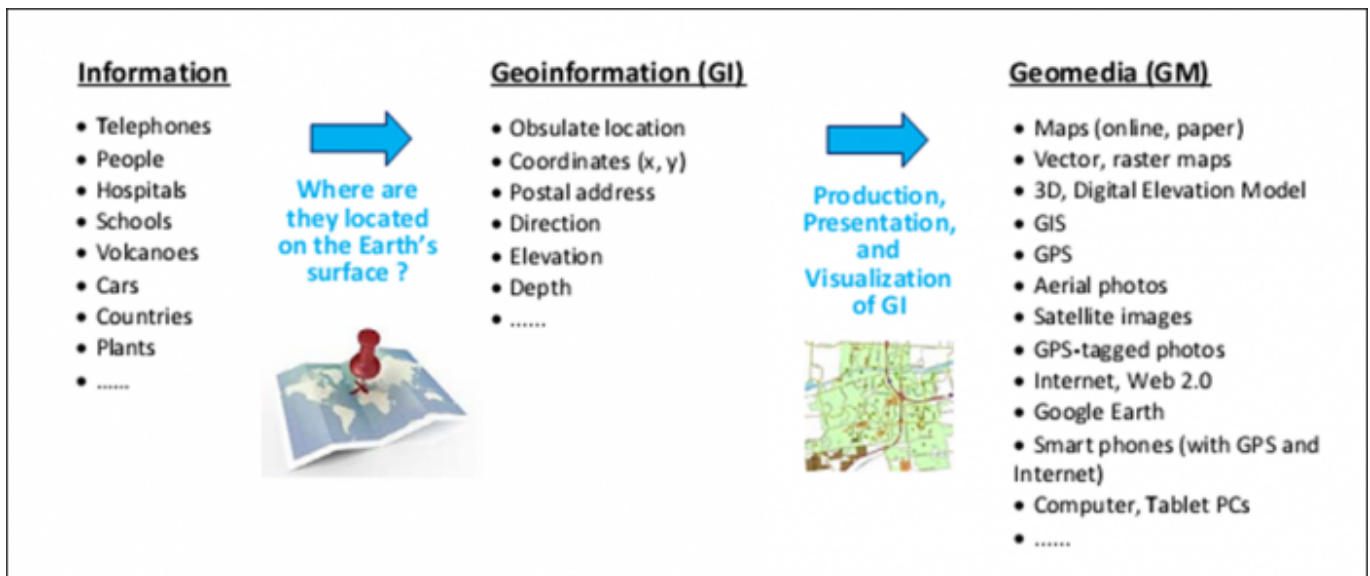 Information
• Telephones
• People
• Hospitals
• Schools
• Volcanoes
• Cars
• Countries
• Plants
• ......
Where are
they located
on the Earth's
surface ?
Geoinformation (GI)
• Obsulate location
• Coordinates (x, y)
• Postal address
• Direction
• Elevation
• Depth
• ......
Production,
Presentation,
and
Visualization
of GI
Geomedia (GM)
• Maps (online, paper)
• Vector, raster maps
• 3D, Digital Elevation Model
• GIS
• GPS
• Aerial photos
• Satellite images
• GPS-tagged photos
• Internet, Web 2.0
• Google Earth
• Smart phones (with GPS and
Internet)
• Computer, Tablet PCs
• ......